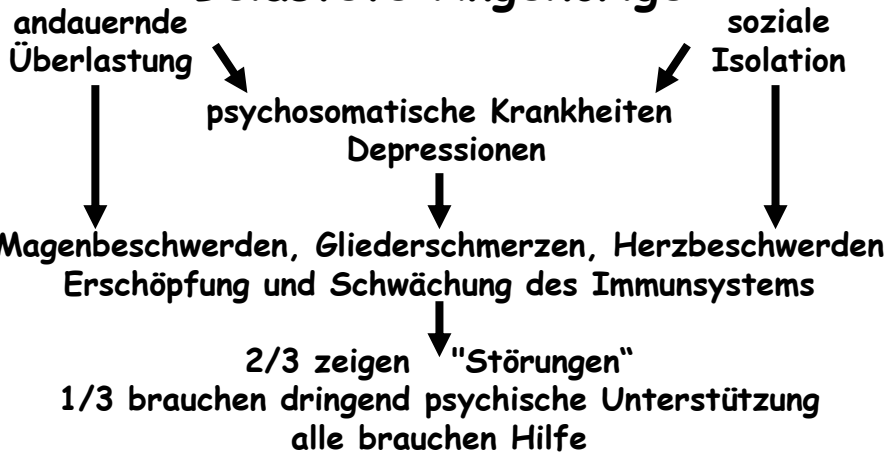 andauernde
Überlastung
soziale
Isolation
psychosomatische Krankheiten
Depressionen
Magenbeschwerden, Gliederschmerzen, Herzbeschwerden
Erschöpfung und Schwächung des Immunsystems
2/3 zeigen "Störungen“
1/3 brauchen dringend psychische Unterstützung
alle brauchen Hilfe